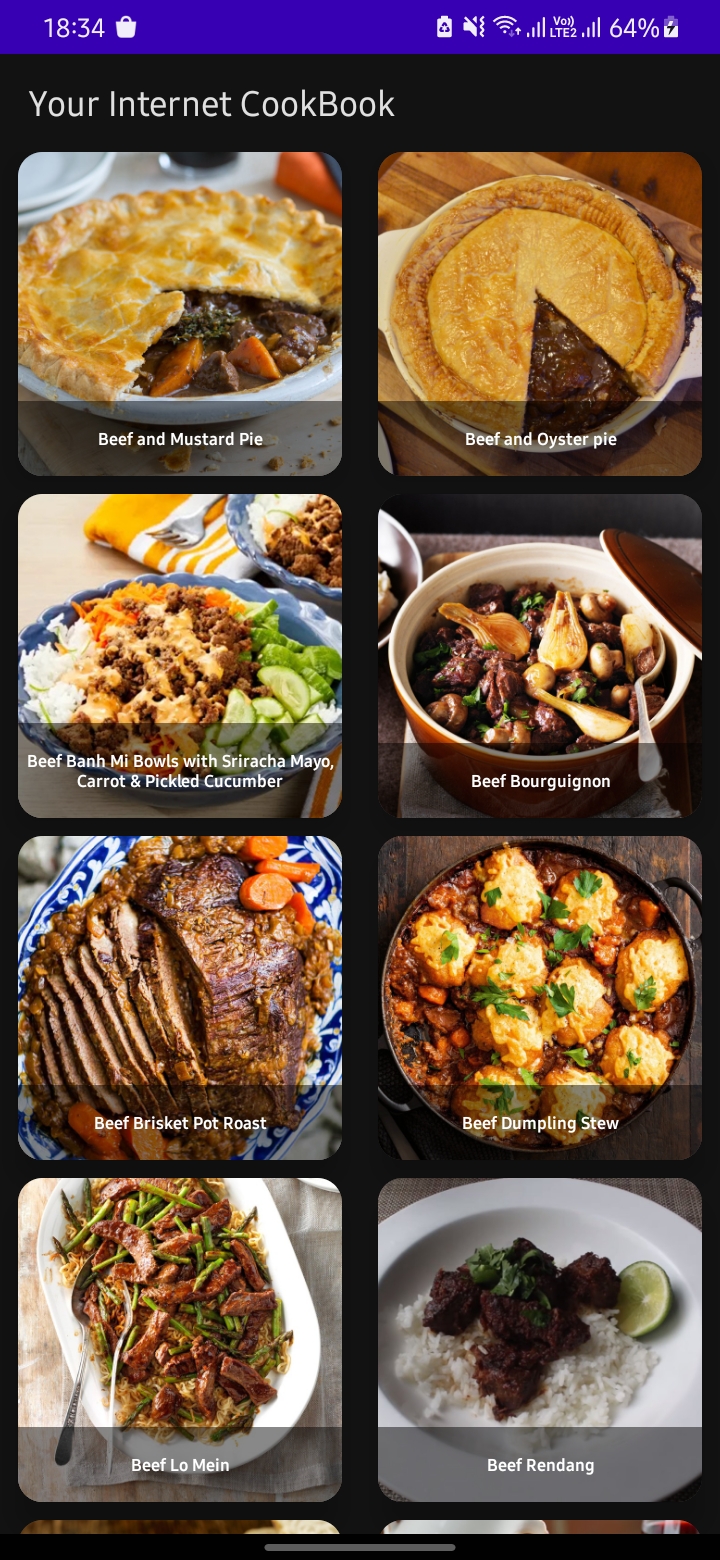 18:34
Vo)) LTE2 64%
Your Internet CookBook
Beef and Mustard Pie
Beef and Oyster pie
Beef Banh Mi Bowls with Sriracha Mayo,
Carrot & Pickled Cucumber
Beef Bourguignon
Beef Brisket Pot Roast
Beef Dumpling Stew
Beef Lo Mein
Beef Rendang